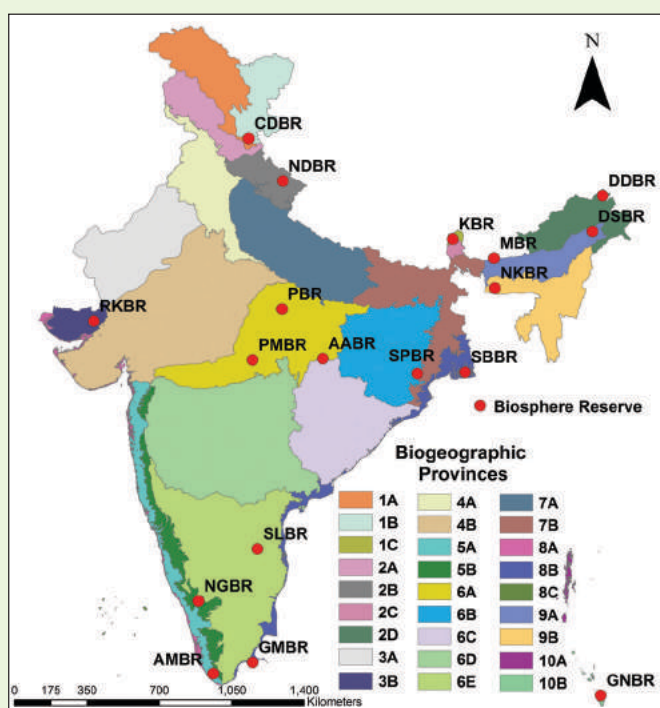 N
CDBR
NDBR
DDBR
KBR
DSBR
MBR
NKBR
PBR
RKBR
PMBR
AABR
SPBR
SBBR
Biosphere Reserve
Biogeographic
Provinces
1A 4A 7A
1B 4B 7B
1C 5A 8A
2A 5B 8B
2B 6A 8C
2C 6B 9A
2D 6C 9B
3A 6D 10A
3B 6E 10B
SLBR
NGBR
GMBR
AMBR
GNBR
0 175 350 700 1,050 1,400
Kilometers